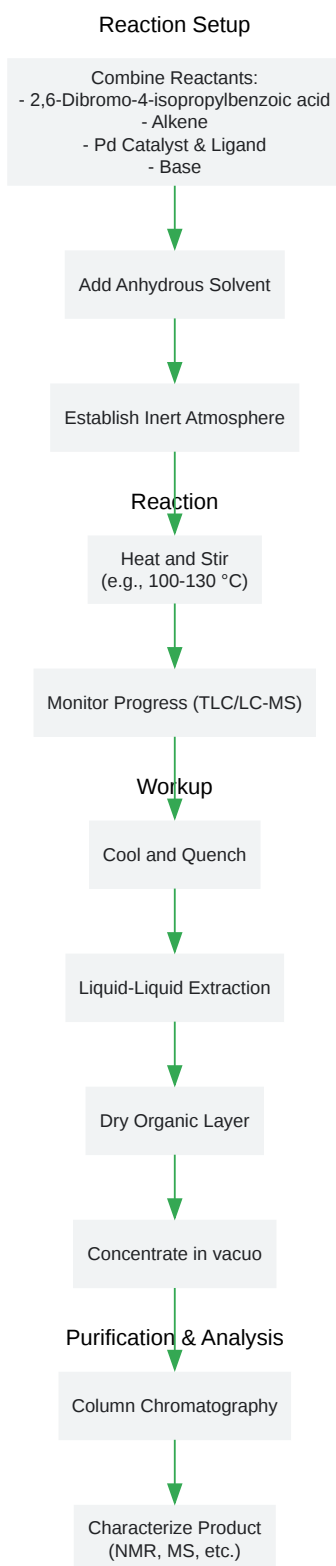 Reaction Setup
Combine Reactants:
- 2,6-Dibromo-4-isopropylbenzoic acid
- Alkene
- Pd Catalyst & Ligand
- Base
Add Anhydrous Solvent
Establish Inert Atmosphere
Reaction
Heat and Stir
(e.g., 100-130 °C)
Monitor Progress (TLC/LC-MS)
Workup
Cool and Quench
Liquid-Liquid Extraction
Dry Organic Layer
Concentrate in vacuo
Purification & Analysis
Column Chromatography
Characterize Product
(NMR, MS, etc.)